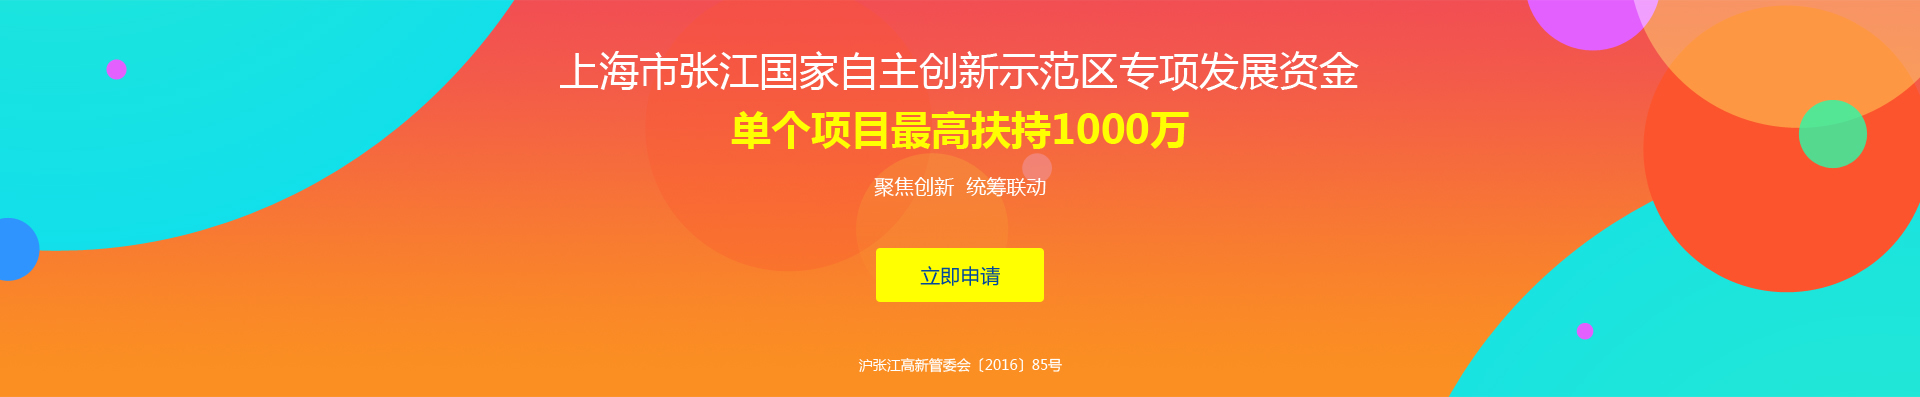 上海市张江国家自主创新示范区专项发展资金
单个项目最高扶持1000万
聚焦创新 统筹联动
立即申请
沪张江高新管委会〔2016〕85号